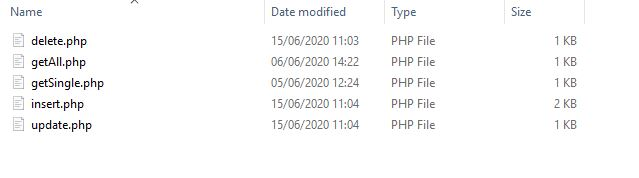 Name Date modified Type Size
delete.php 15/06/2020 11:03 PHP File 1 KB
getAll.php 06/06/2020 14:22 PHP File 1 KB
getSingle.php 05/06/2020 12:24 PHP File 1 KB
insert.php 15/06/2020 11:04 PHP File 2 KB
update.php 15/06/2020 11:04 PHP File 1 KB